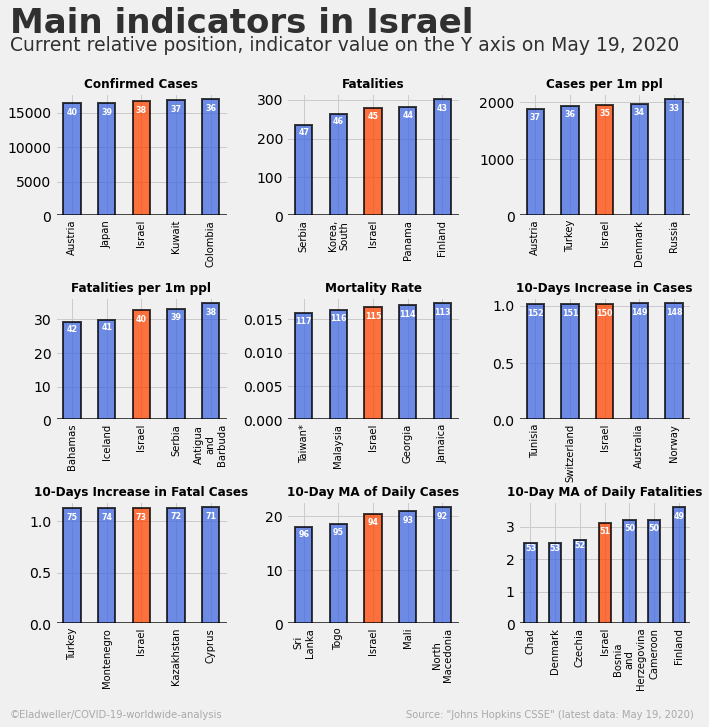 Main indicators in Israel
Current relative position, indicator value on the Y axis on May 19, 2020
Confirmed Cases
15000
10000
5000
0
40
39
38
37
36
Austria
Japan
Israel
Kuwait
Colombia
Fatalities
300
200
100
0
47
46
45
44
43
Serbia
Korea,
South
Israel
Panama
Finland
Cases per 1m ppl
2000
1000
0
37
36
35
34
33
Austria
Turkey
Israel
Denmark
Russia
Fatalities per 1m ppl
30
20
10
0
42
41
40
39
38
Bahamas
Iceland
Israel
Serbia
Antigua
and
Barbuda
Mortality Rate
0.015
0.010
0.005
0.000
117
116
115
114
113
Taiwan*
Malaysia
Israel
Georgia
Jamaica
10-Days Increase in Cases
1.0
0.5
0.0
152
151
150
149
148
Tunisia
Switzerland
Israel
Australia
Norway
10-Days Increase in Fatal Cases
1.0
0.5
0.0
75
74
73
72
71
Turkey
Montenegro
Israel
Kazakhstan
Cyprus
10-Day MA of Daily Cases
20
10
0
96
95
94
93
92
Sri
Lanka
Togo
Israel
Mali
North
Macedonia
10-Day MA of Daily Fatalities
3
2
1
0
53
53
52
51
50
50
49
Chad
Denmark
Czechia
Israel
Bosnia
and
Herzegovina
Cameroon
Finland
©Eladweller/COVID-19-worldwide-analysis
Source: "Johns Hopkins CSSE" (latest data: May 19, 2020)